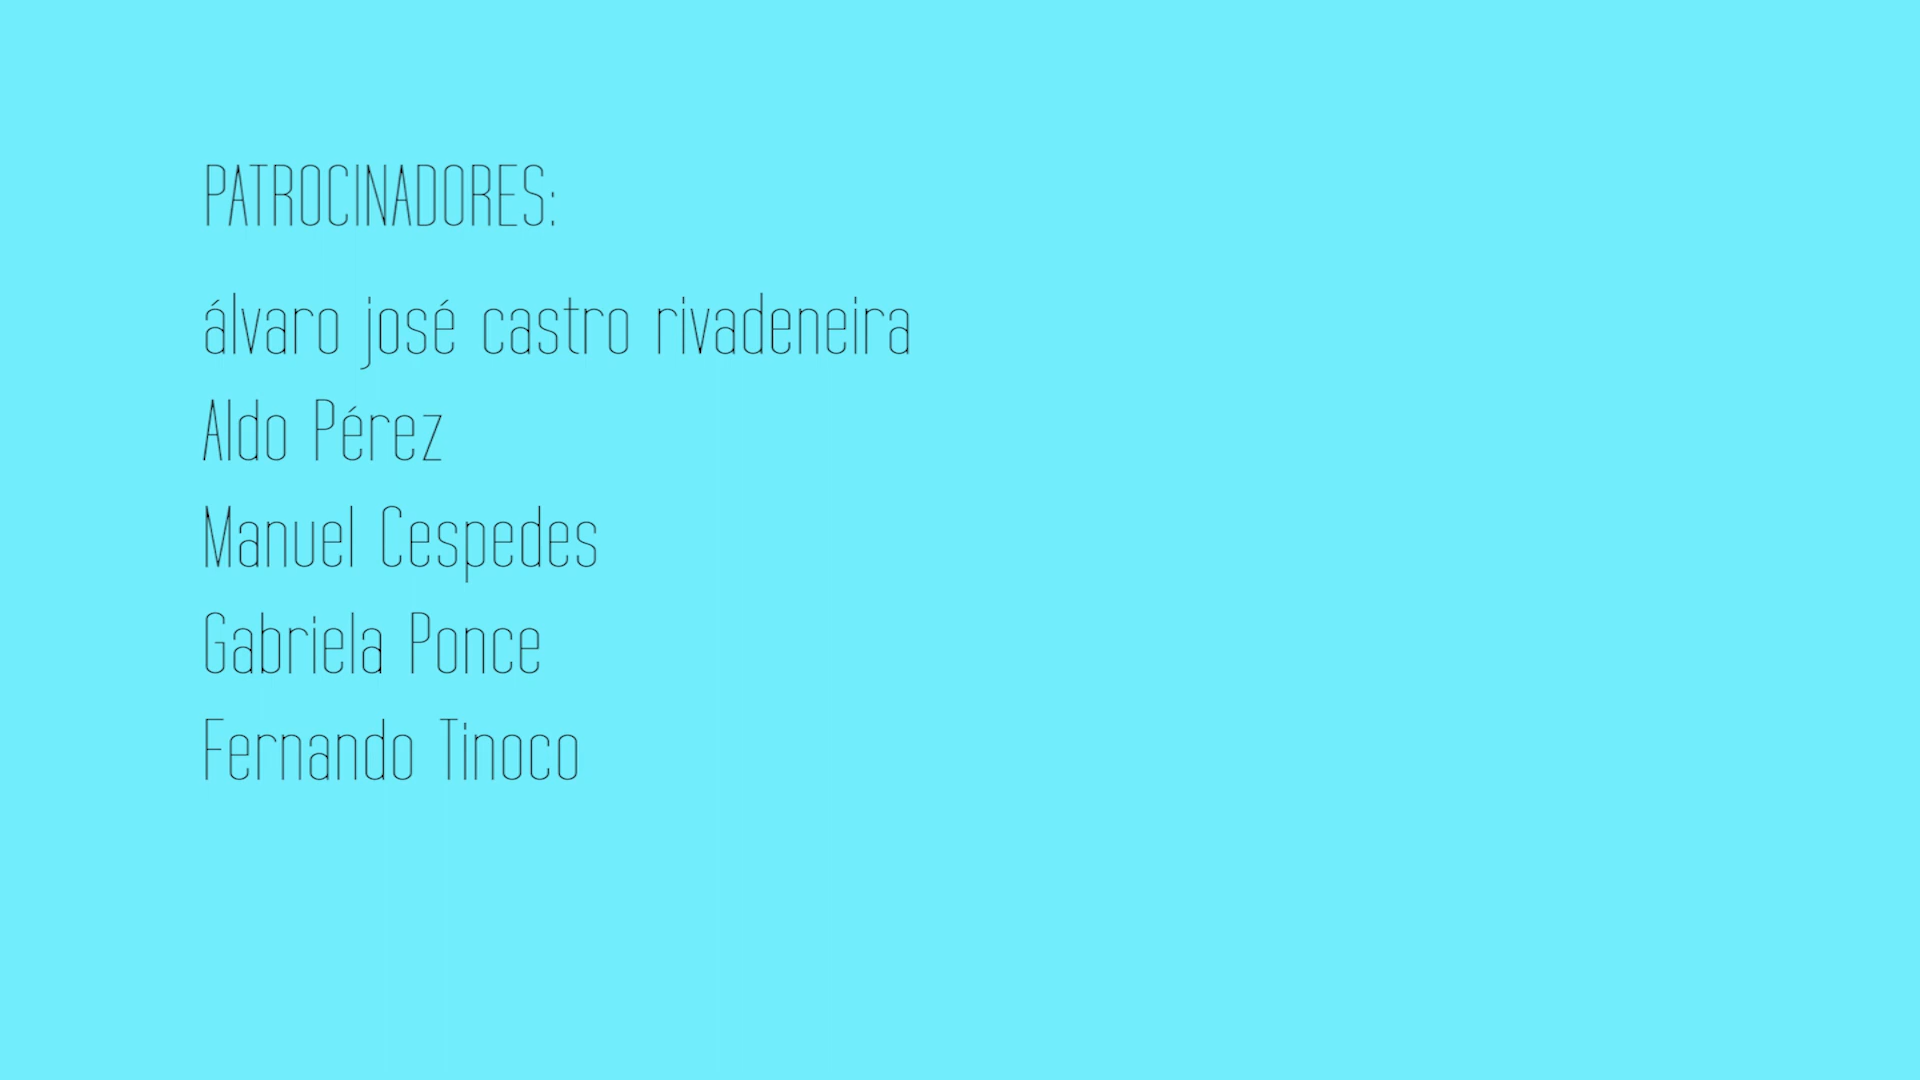 PATROCINADORES:
álvaro josé castro rivadeneira
Aldo Pérez
Manuel Cespedes
Gabriela Ponce
Fernando Tinoco